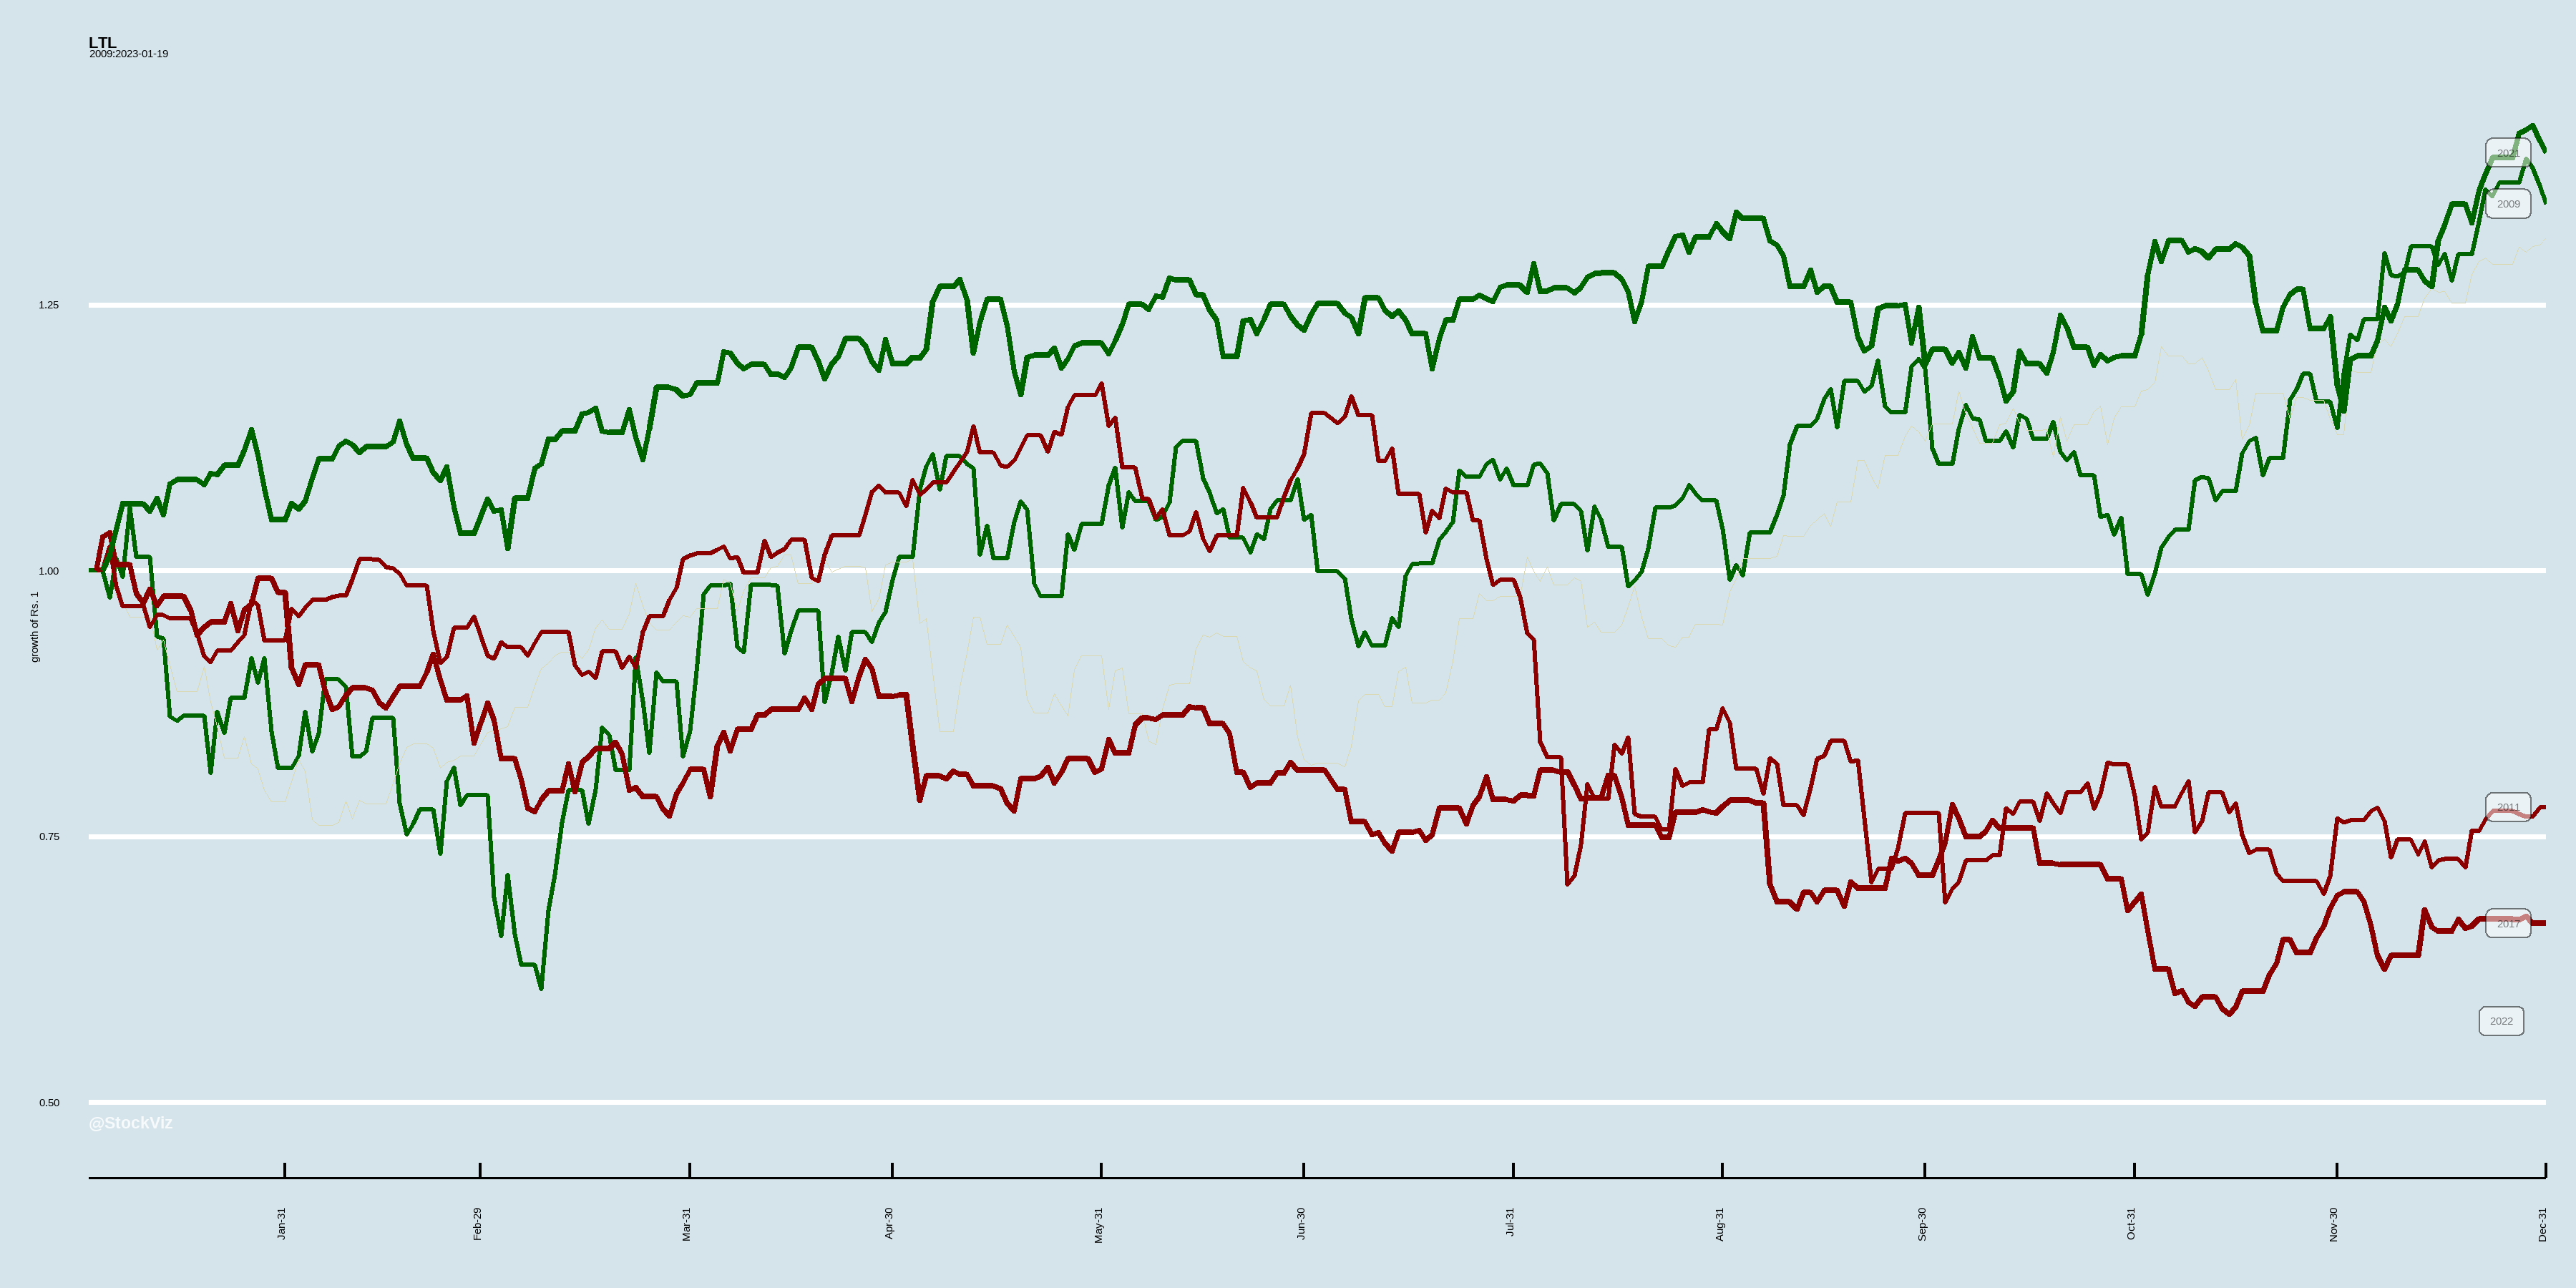 LTL
2009:2023-01-19
2021
2009
1.25
1.00
growth of Rs. 1
2011
0.75
2017
2022
0.50
@StockViz
Jan-31
Feb-29
Mar-31
Apr-30
May-31
Jun-30
Jul-31
Aug-31
Sep-30
Oct-31
Nov-30
Dec-31